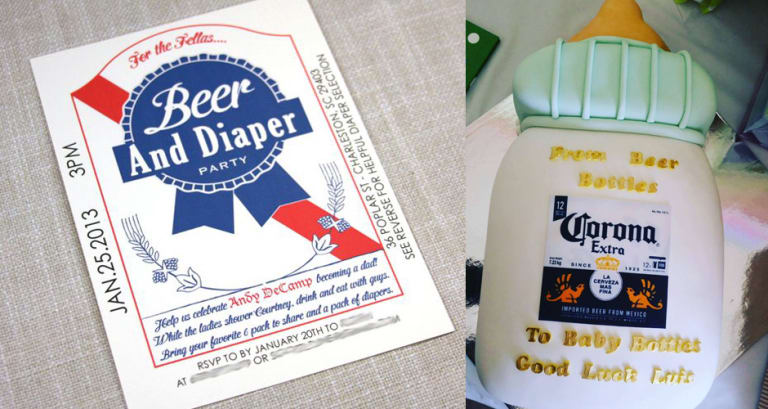 For the Fellas....
Beer
And Diaper
PARTY
JAN.25.2013 3PM
36 POPLAR ST - CHARLESTON, SC, 29403
SEE REVERSE FOR HELPFUL DIAPER SELECTION
Help us celebrate Andy DeCamp becoming a dad!
While the ladies shower Courtney, drink and eat with guys.
Bring your favorite 6 pack to share and a pack of diapers.
RSVP TO BY JANUARY 20TH TO
AT OR
From Beer
Bottles
12
Corona
Extra
SINCE 1925
LA
CERVEZA
MAS
FINA
IMPORTED BEER FROM MEXICO
To Baby Bottles
Good Luck Luis